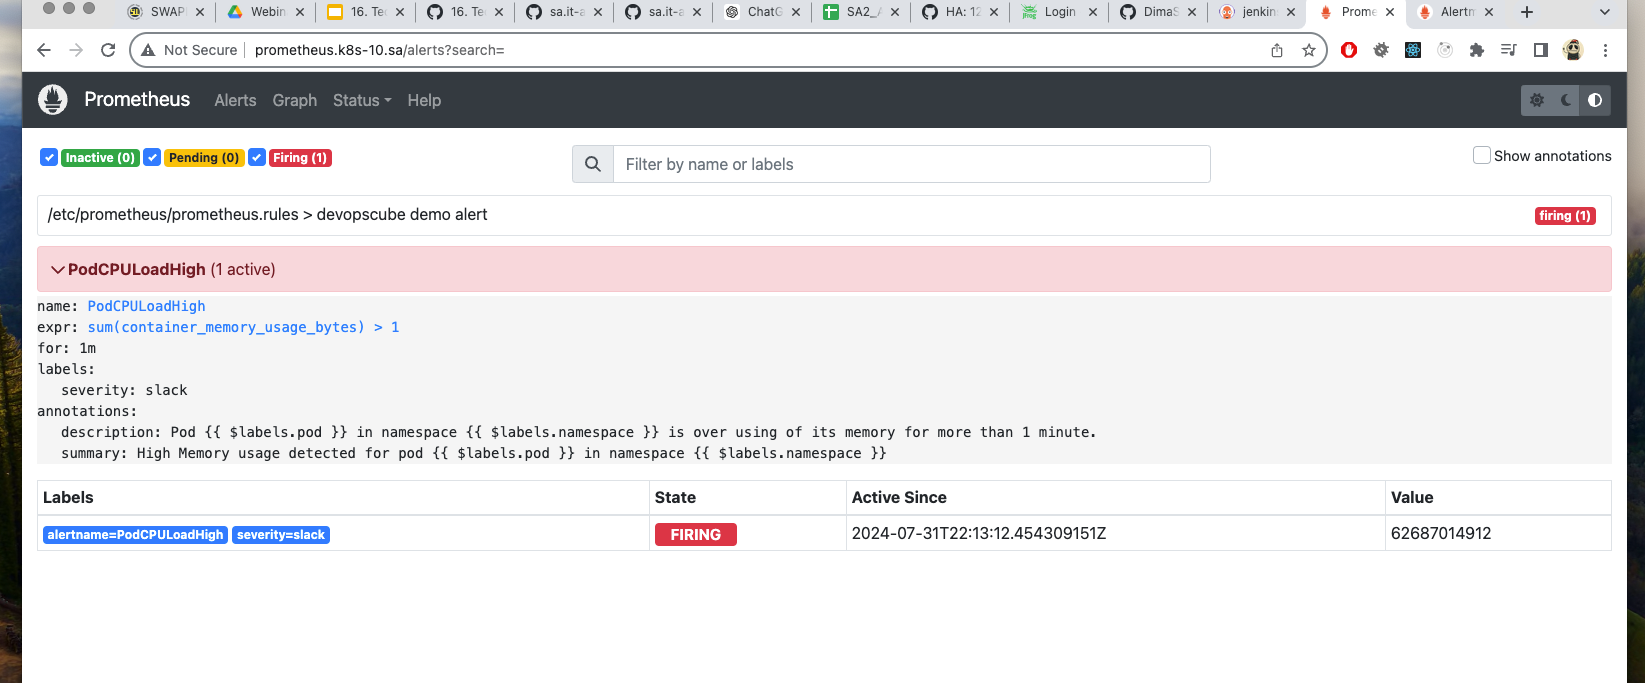 SWAP
Webin
16. Tec
16. Te
sa.it-a
sa.it-a
ChatG
SA2_A
HA: 12
Login
DimaS
jenkin
Prome
Alertm
Not Secure
prometheus.k8s-10.sa/alerts?search=
Prometheus Alerts Graph Status Help
Inactive (0) Pending (0) Firing (1)
Filter by name or labels
Show annotations
/etc/prometheus/prometheus.rules > devopscube demo alert
firing (1)
PodCPULoadHigh (1 active)
name: PodCPULoadHigh
expr: sum(container_memory_usage_bytes) > 1
for: 1m
labels:
severity: slack
annotations:
description: Pod {{ $labels.pod }} in namespace {{ $labels.namespace }} is over using of its memory for more than 1 minute.
summary: High Memory usage detected for pod {{ $labels.pod }} in namespace {{ $labels.namespace }}
Labels State Active Since Value
alertname=PodCPULoadHigh severity=slack FIRING 2024-07-31T22:13:12.454309151Z 62687014912